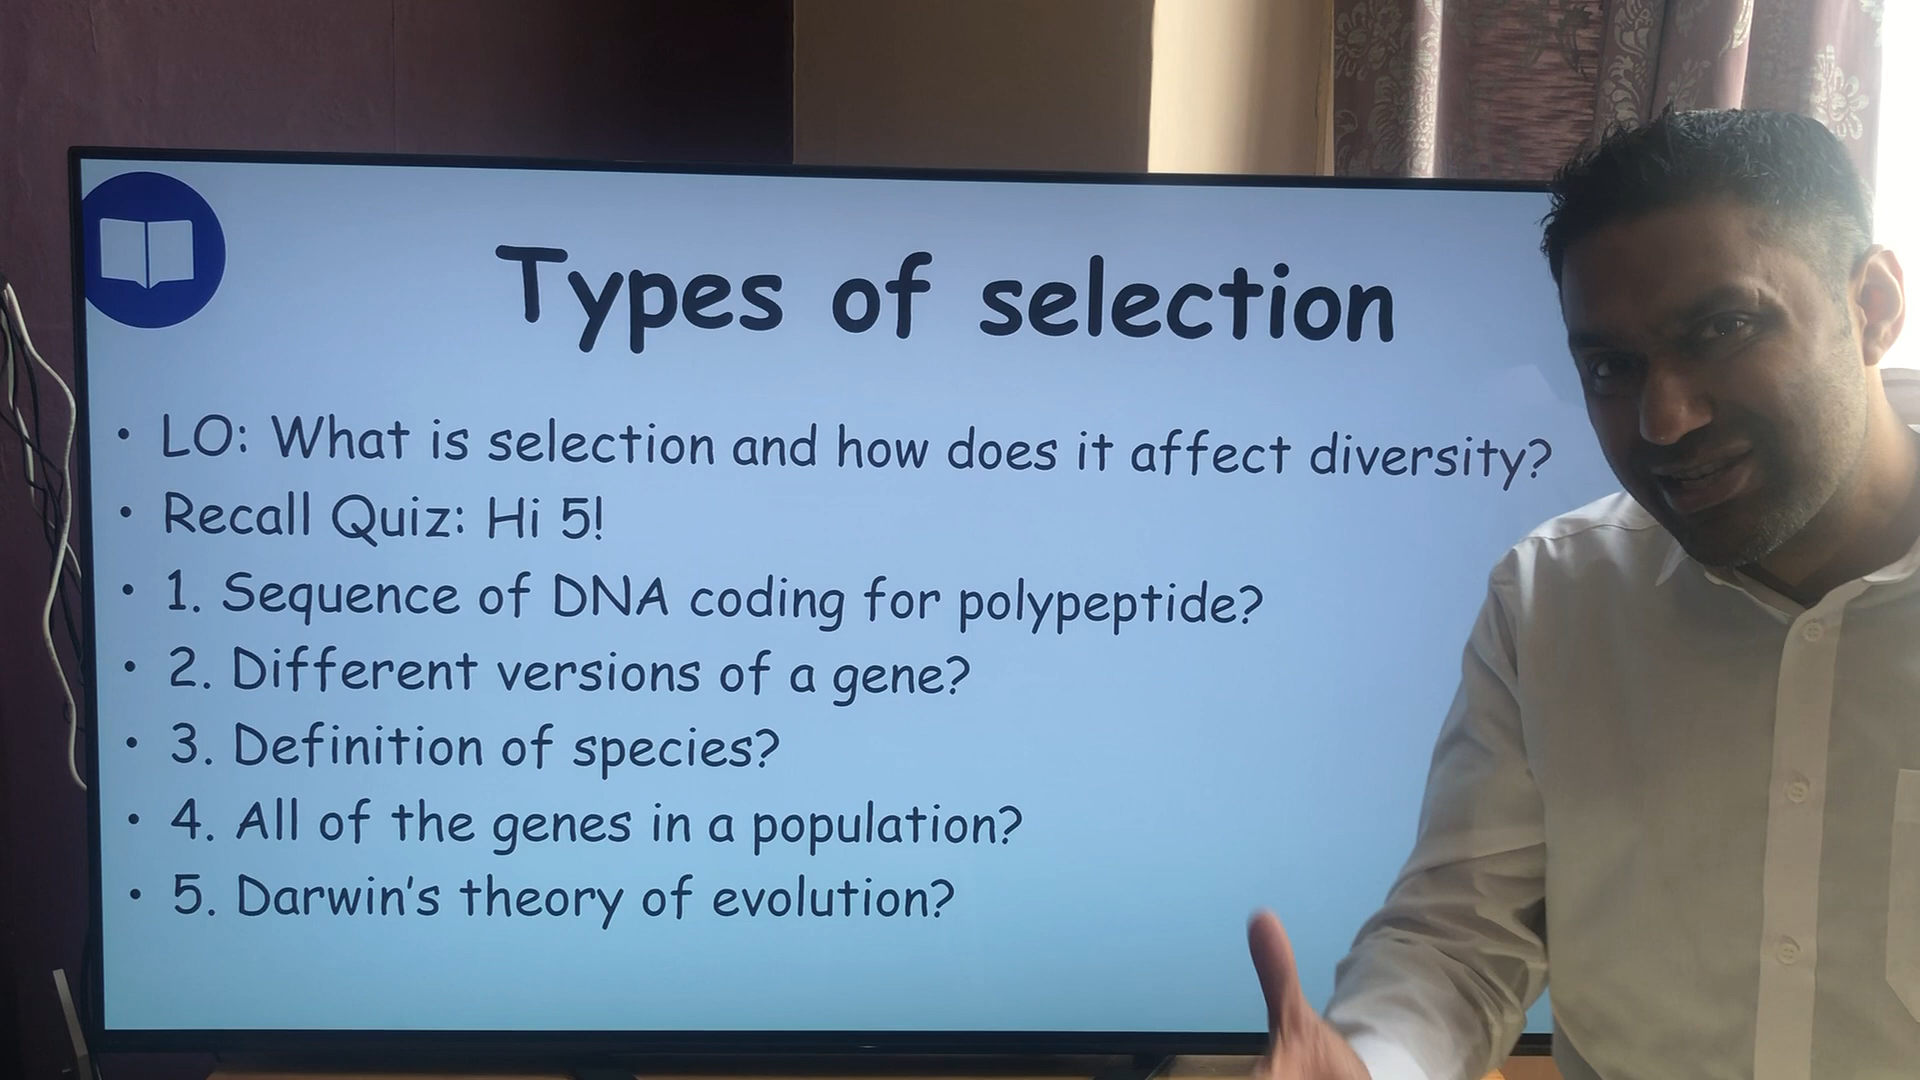 Types of selection
• LO: What is selection and how does it affect diversity?
• Recall Quiz: Hi 5!
• 1. Sequence of DNA coding for polypeptide?
• 2. Different versions of a gene?
• 3. Definition of species?
• 4. All of the genes in a population?
• 5. Darwin's theory of evolution?